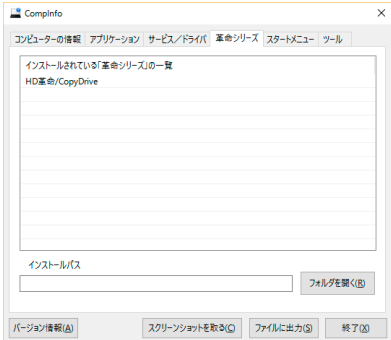 CompInfo
コンピューターの情報 アプリケーション サービス／ドライバ 革命シリーズ スタートメニュー ツール
インストールされている「革命シリーズ」の一覧
HD革命/CopyDrive
インストールパス
フォルダを開く(R)
バージョン情報(A) スクリーンショットを取る(C) ファイルに出力(S) 終了(X)